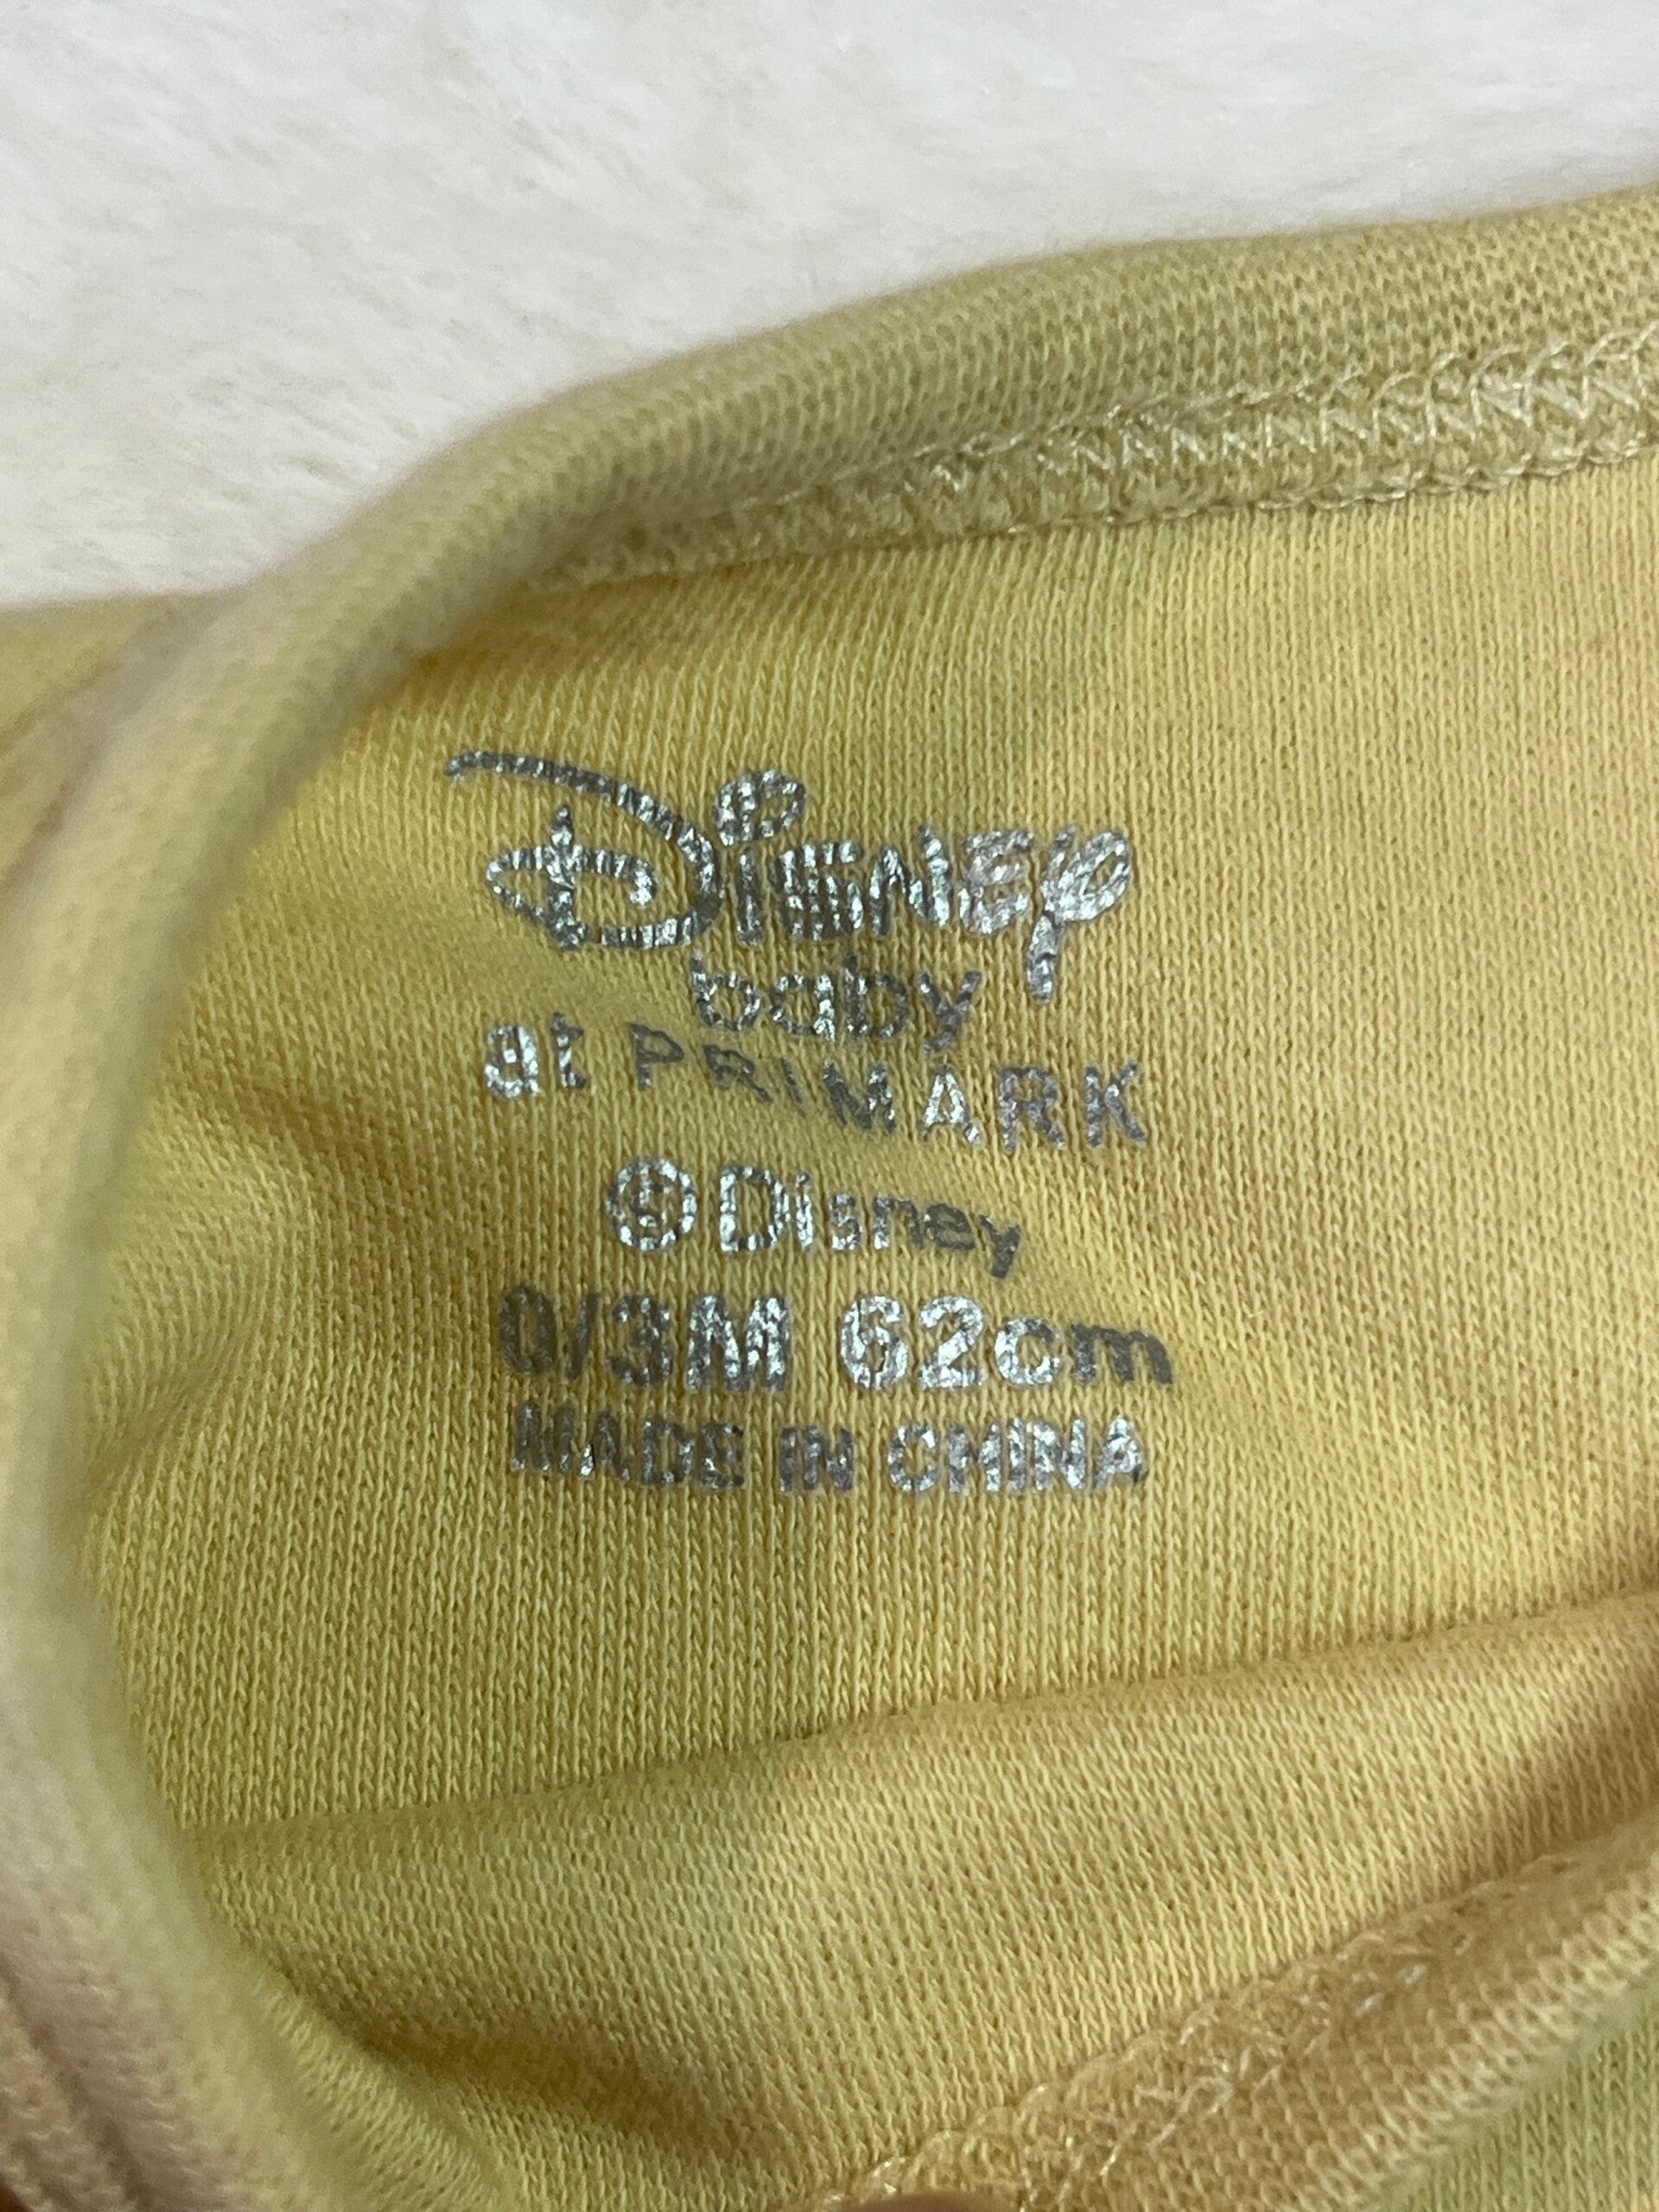 Disney
baby
at PRIMARK
©Disney
0/3M 62cm
MADE IN CHINA